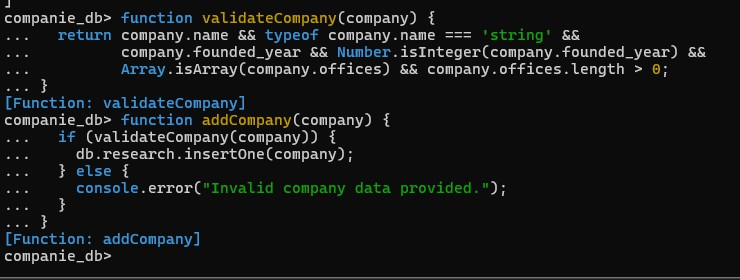 ]
companie_db> function validateCompany(company) {
...   return company.name && typeof company.name === 'string' &&
...          company.founded_year && Number.isInteger(company.founded_year) &&
...          Array.isArray(company.offices) && company.offices.length > 0;
... }
[Function: validateCompany]
companie_db> function addCompany(company) {
...   if (validateCompany(company)) {
...     db.research.insertOne(company);
...   } else {
...     console.error("Invalid company data provided.");
...   }
... }
[Function: addCompany]
companie_db>